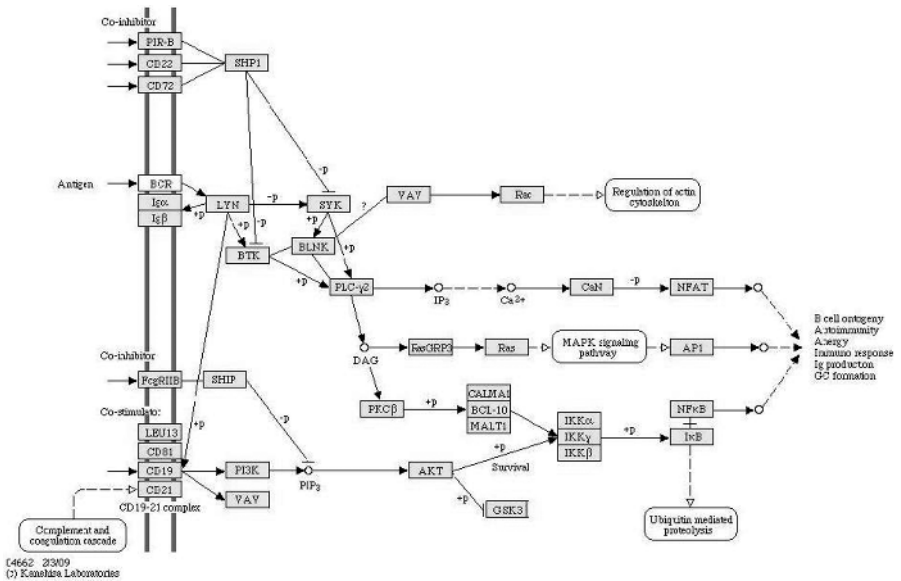 Co-inhibitor
PIR-B
CD22
CD72
SHP1
-p
Antigen
BCR
Igα
Igβ
+p
LYN
-p
SYK
?
VAV
Rac
Regulation of actin
cytoskelton
+p
-p
BTK
+p
BLNK
+p
+p
PLC-γ2
IP3
Ca2+
CaN
-p
NFAT
B cell ontogeny
Autoimmunity
Anergy
Immuno response
Ig producton
GC formation
DAG
RasGRP3
Ras
MAPK signaling
pathway
AP1
Co-inhibitor
FcgRIIB
SHIP
-p
+p
PKCβ
+p
CALMA1
BCL-10
MALT1
IKKα
IKKγ
IKKβ
+p
NFκB
IκB
Co-stimulato:
LEU13
CD81
CD19
CD21
CD19-21 complex
PI3K
VAV
PIP3
AKT
+p
Survival
+p
GSK3
Complement and
coagulation cascade
Ubiquitin mediated
proteolysis
C4662 2/3/09
(c) Kanehisa Laboratories